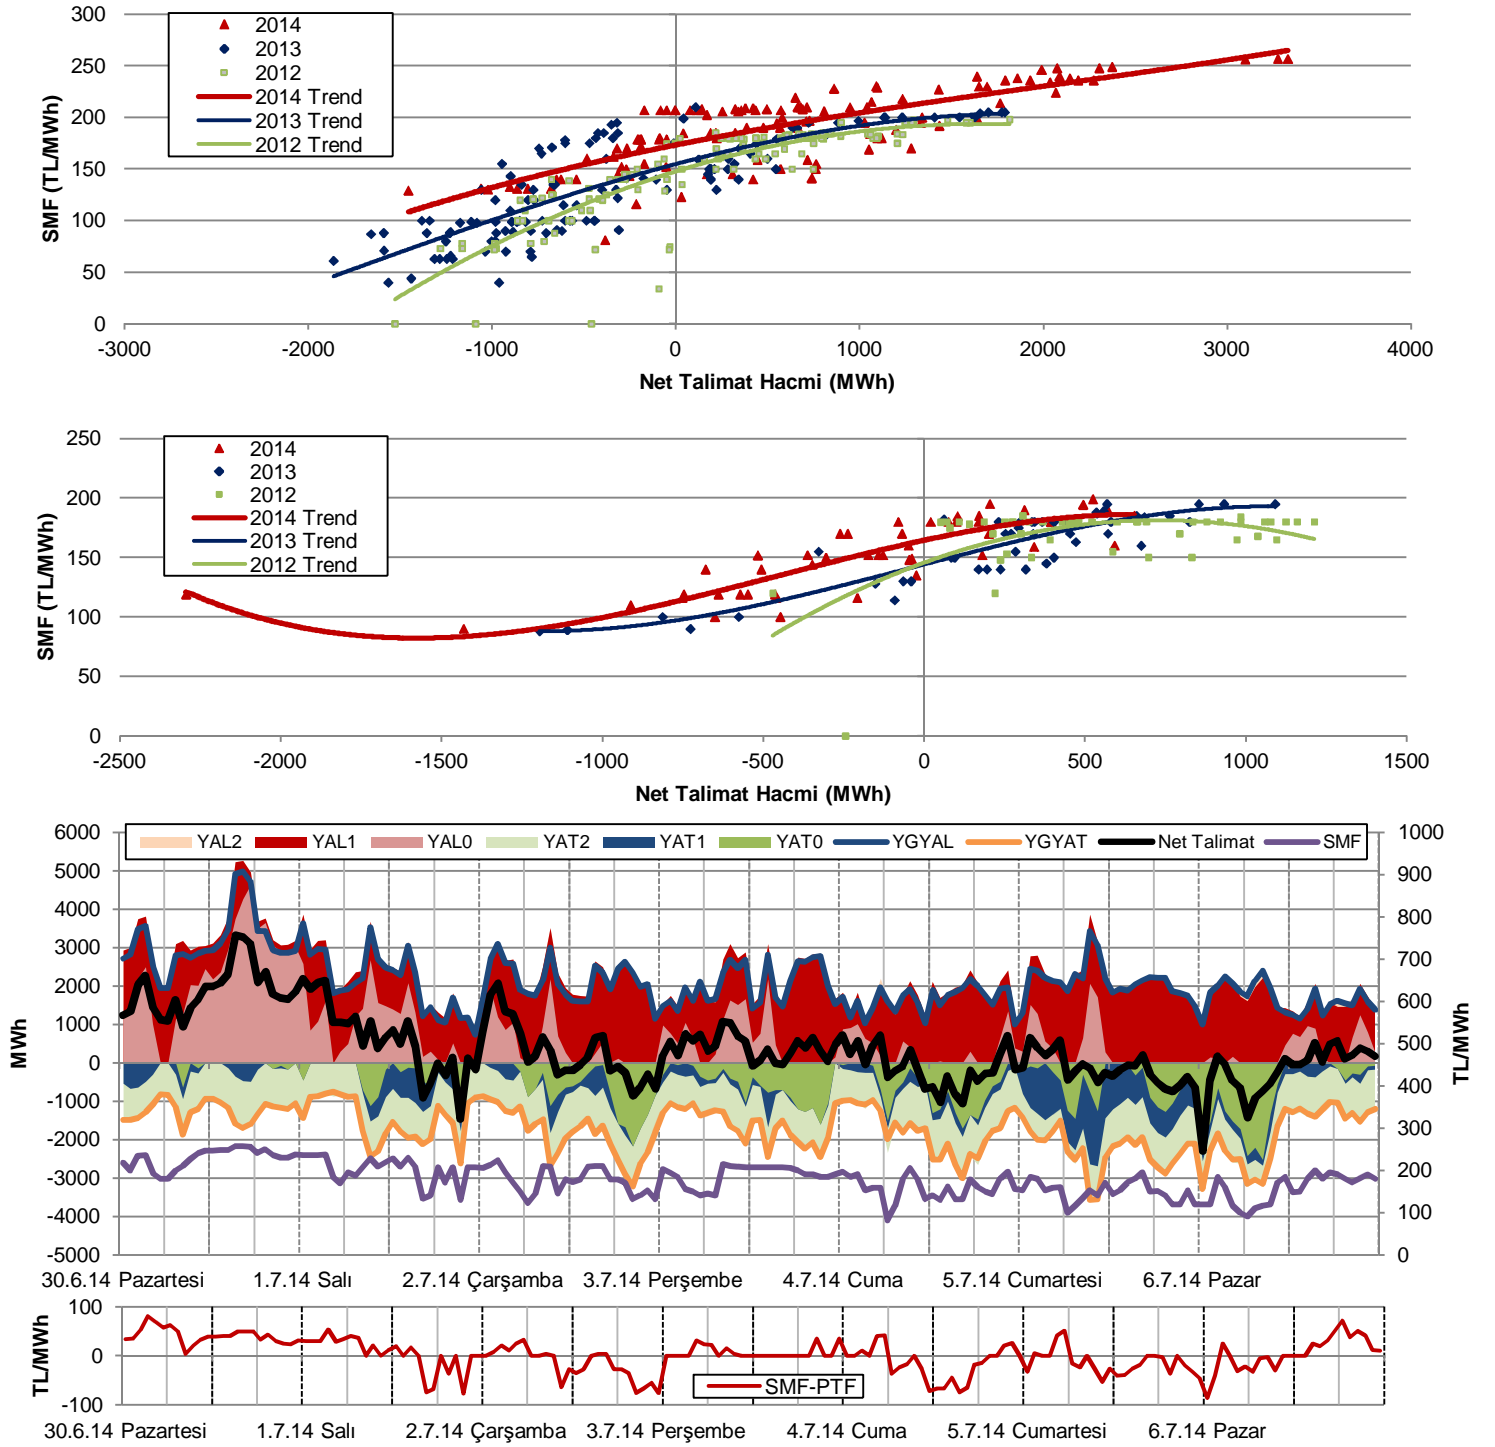 300
250
200
150
100
50
0
SMF (TL/MWh)
2014
2013
2012
2014 Trend
2013 Trend
2012 Trend
-3000 -2000 -1000 0 1000 2000 3000 4000
Net Talimat Hacmi (MWh)
250
200
150
100
50
0
SMF (TL/MWh)
2014
2013
2012
2014 Trend
2013 Trend
2012 Trend
-2500 -2000 -1500 -1000 -500 0 500 1000 1500
Net Talimat Hacmi (MWh)
YAL2 YAL1 YAL0 YAT2 YAT1 YAT0 YGYAL YGYAT Net Talimat SMF
6000
5000
4000
3000
2000
1000
0
-1000
-2000
-3000
-4000
-5000
MWh
1000
900
800
700
600
500
400
300
200
100
0
TL/MWh
30.6.14 Pazartesi 1.7.14 Salı 2.7.14 Çarşamba 3.7.14 Perşembe 4.7.14 Cuma 5.7.14 Cumartesi 6.7.14 Pazar
100
0
-100
TL/MWh
SMF-PTF
30.6.14 Pazartesi 1.7.14 Salı 2.7.14 Çarşamba 3.7.14 Perşembe 4.7.14 Cuma 5.7.14 Cumartesi 6.7.14 Pazar